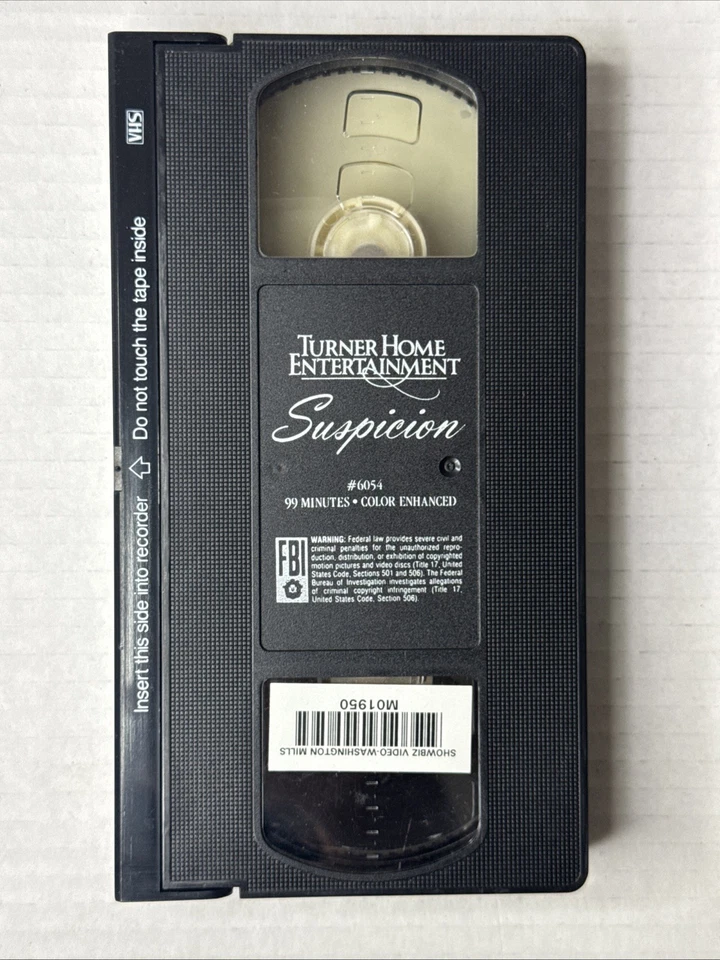 VHS
Insert this side into recorder ⇧ Do not touch the tape inside
TURNER HOME
ENTERTAINMENT
Suspicion
#6054
99 MINUTES • COLOR ENHANCED
FBI
WARNING: Federal law provides severe civil and
criminal penalties for the unauthorized repro-
duction, distribution, or exhibition of copyrighted
motion pictures and video discs (Title 17,
United States Code, Sections 501 and 506). The Federal
Bureau of Investigation investigates allegations
of criminal copyright infringement (Title 17,
United States Code, Section 506).
SHOWBIZ VIDEO-WASHINGTON MILLS
M01950